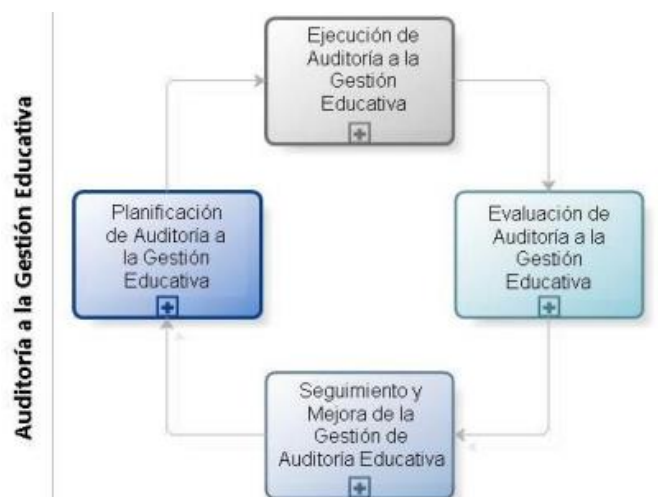 Auditoría a la Gestión Educativa
Ejecución de
Auditoría a la
Gestión
Educativa
Planificación
de Auditoría a
la Gestión
Educativa
Evaluación de
Auditoría a la
Gestión
Educativa
Seguimiento y
Mejora de la
Gestión de
Auditoría Educativa